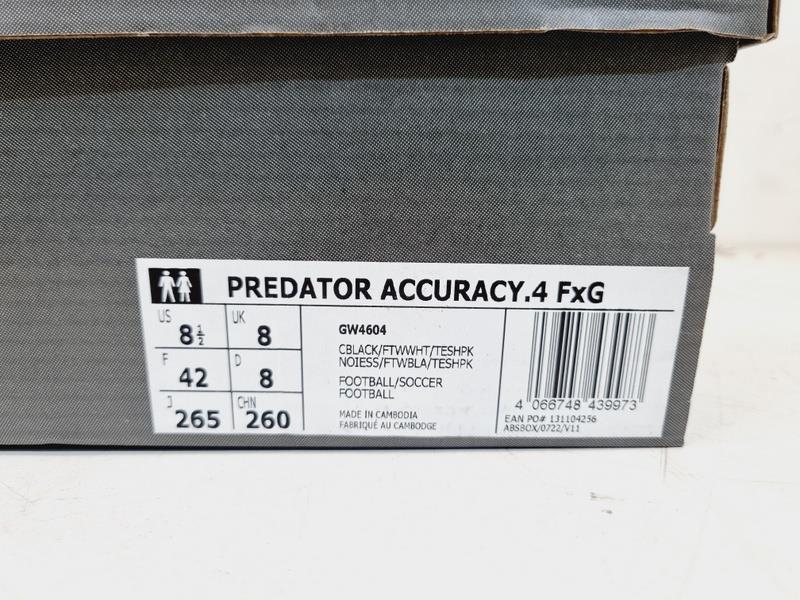 PREDATOR ACCURACY.4 FxG
US 8½ UK 8
F 42 D 8
J 265 CHN 260
GW4604
CBLACK/FTWWHT/TESHPK
NOIESS/FTWBLA/TESHPK
FOOTBALL/SOCCER
FOOTBALL
MADE IN CAMBODIA
FABRIQUÉ AU CAMBODGE
4 066748 439973
EAN PO# 131104256
ABSBOX/0722/V11